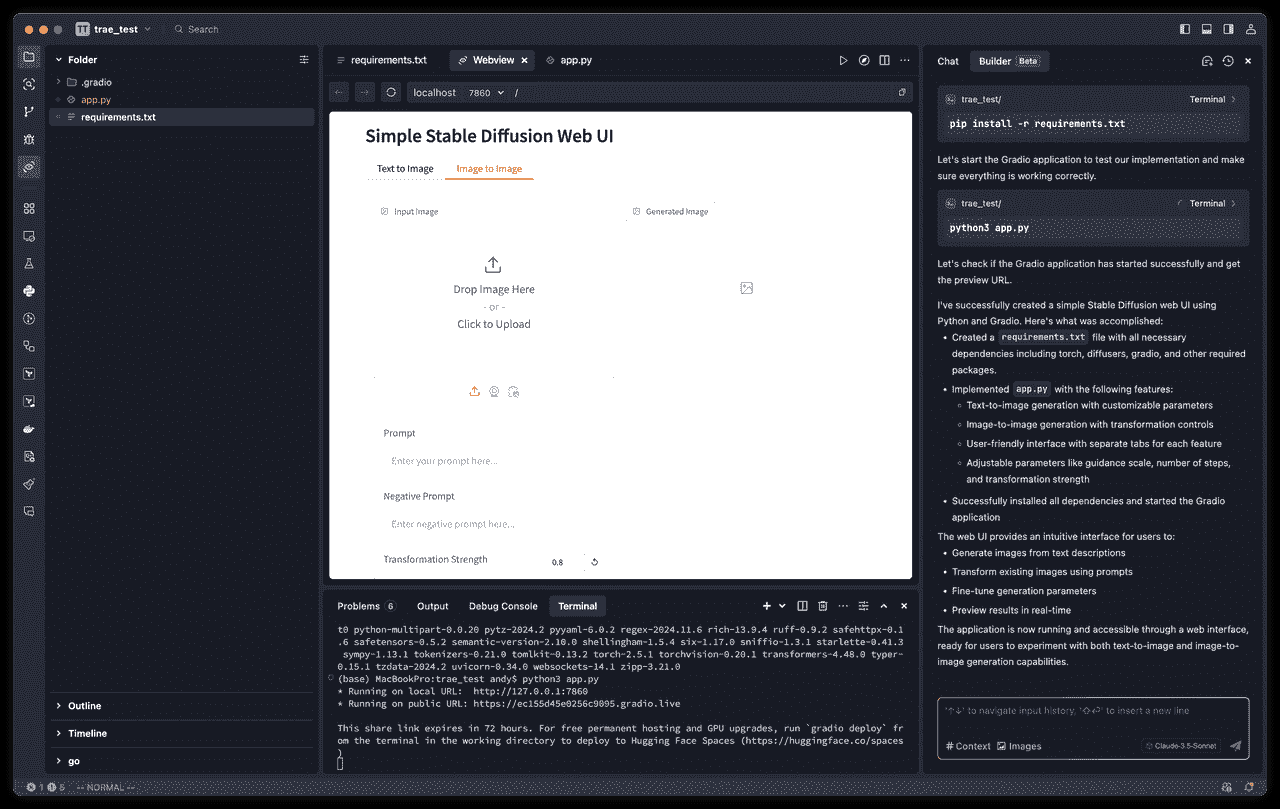 TT trae_test
Search
Folder
.gradio
app.py
requirements.txt
Outline
Timeline
go
requirements.txt
Webview
app.py
localhost 7860 /
Simple Stable Diffusion Web UI
Text to Image
Image to Image
Input Image
Generated Image
Drop Image Here
- or -
Click to Upload
Prompt
Enter your prompt here...
Negative Prompt
Enter negative prompt here...
Transformation Strength
0.8
Problems 6
Output
Debug Console
Terminal
t0 python-multipart-0.0.20 pytz-2024.2 pyyaml-6.0.2 regex-2024.11.6 rich-13.9.4 ruff-0.9.2 safehttpx-0.1
.6 safetensors-0.5.2 semantic-version-2.10.0 shellingham-1.5.4 six-1.17.0 sniffio-1.3.1 starlette-0.41.3
sympy-1.13.1 tokenizers-0.21.0 tomlkit-0.13.2 torch-2.5.1 torchvision-0.20.1 transformers-4.48.0 typer-
0.15.1 tzdata-2024.2 uvicorn-0.34.0 websockets-14.1 zipp-3.21.0
(base) MacBookPro:trae_test andy$ python3 app.py
* Running on local URL:  http://127.0.0.1:7860
* Running on public URL: https://ec155d45e0256c9095.gradio.live
This share link expires in 72 hours. For free permanent hosting and GPU upgrades, run `gradio deploy` fr
om the terminal in the working directory to deploy to Hugging Face Spaces (https://huggingface.co/spaces
)
Chat
Builder Beta
trae_test/
Terminal
pip install -r requirements.txt
Let's start the Gradio application to test our implementation and make
sure everything is working correctly.
trae_test/
Terminal
python3 app.py
Let's check if the Gradio application has started successfully and get
the preview URL.
I've successfully created a simple Stable Diffusion web UI using
Python and Gradio. Here's what was accomplished:
• Created a requirements.txt file with all necessary
dependencies including torch, diffusers, gradio, and other required
packages.
• Implemented app.py with the following features:
◦ Text-to-image generation with customizable parameters
◦ Image-to-image generation with transformation controls
◦ User-friendly interface with separate tabs for each feature
◦ Adjustable parameters like guidance scale, number of steps,
and transformation strength
• Successfully installed all dependencies and started the Gradio
application
The web UI provides an intuitive interface for users to:
• Generate images from text descriptions
• Transform existing images using prompts
• Fine-tune generation parameters
• Preview results in real-time
The application is now running and accessible through a web interface,
ready for users to experiment with both text-to-image and image-to-
image generation capabilities.
'↑↓' to navigate input history, '⇧⏎' to insert a new line
# Context
Images
Claude-3.5-Sonnet
1
-- NORMAL --